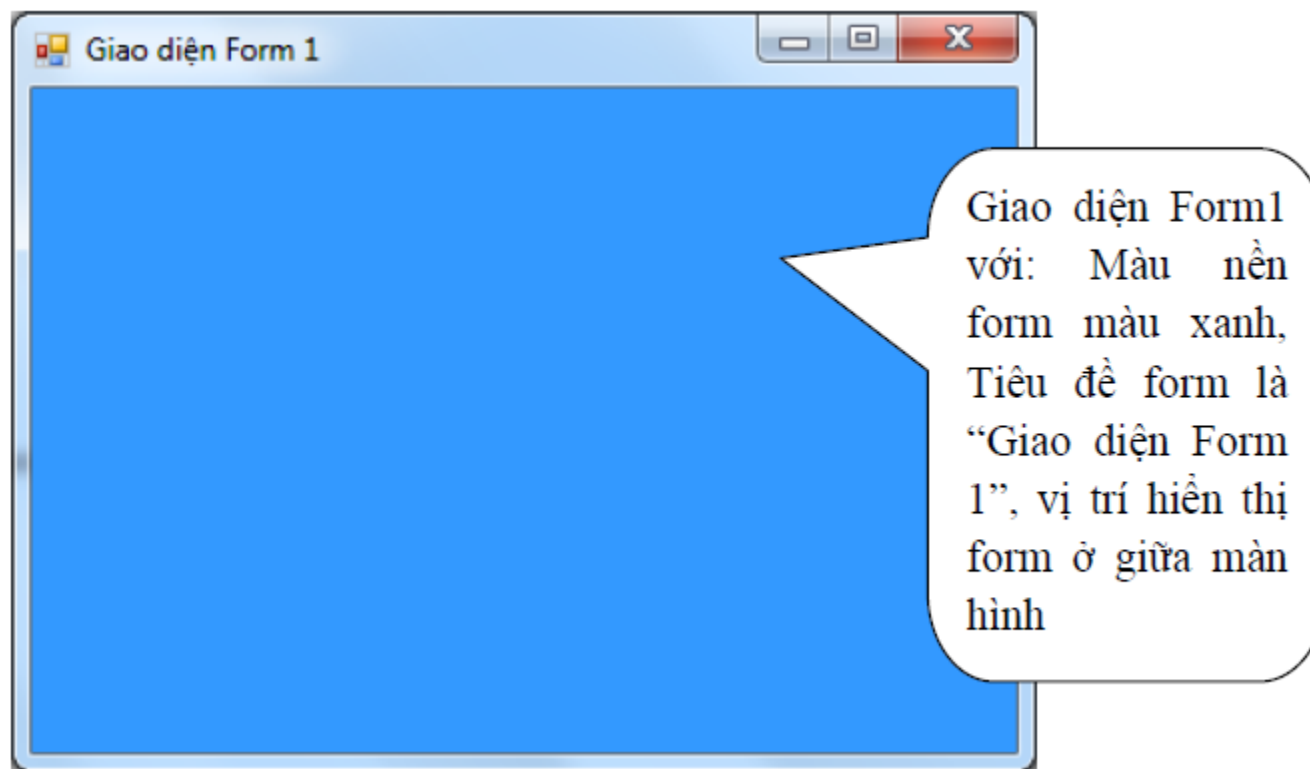 Giao diện Form 1
Giao diện Form1
với: Màu nền
form màu xanh,
Tiêu đề form là
“Giao diện Form
1”, vị trí hiển thị
form ở giữa màn
hình